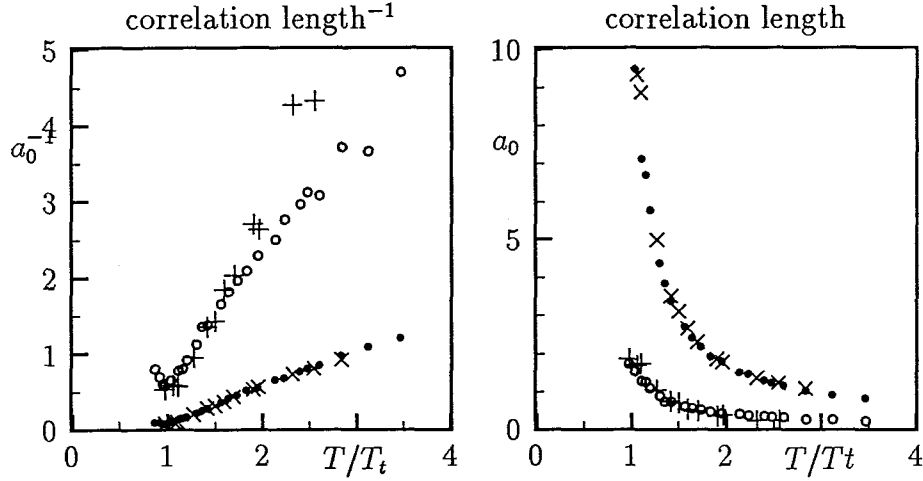 correlation length⁻¹
5
4
a₀⁻¹
3
2
1
0
0 1 2 T/Tₜ 4
correlation length
10
a₀
5
0
0 1 2 T/Tt 4